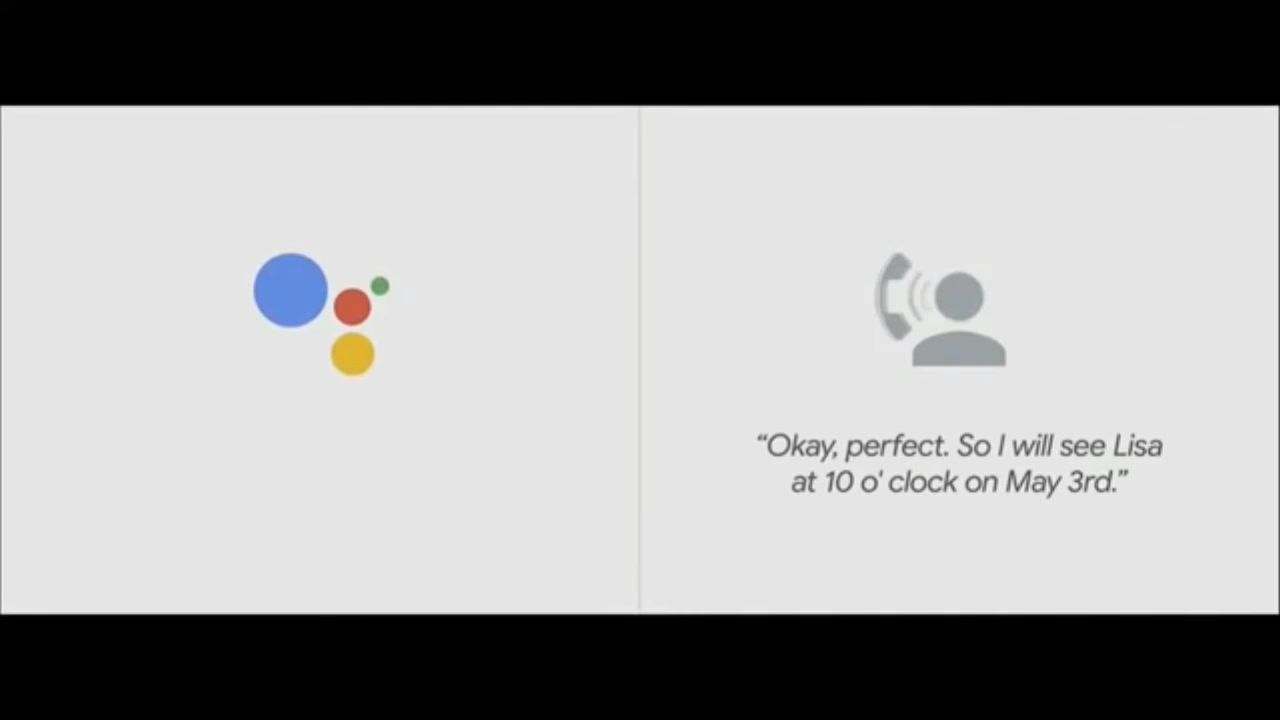 “Okay, perfect. So I will see Lisa
at 10 o' clock on May 3rd.”